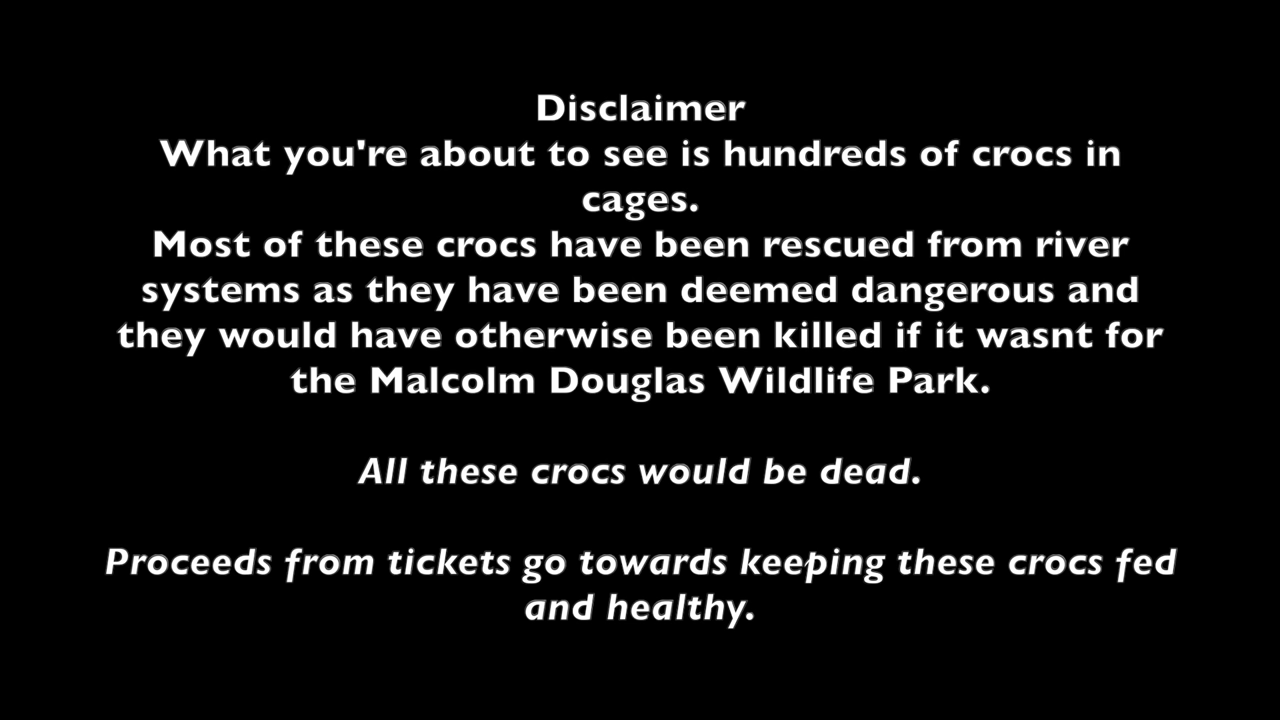 Disclaimer
What you're about to see is hundreds of crocs in
cages.
Most of these crocs have been rescued from river
systems as they have been deemed dangerous and
they would have otherwise been killed if it wasnt for
the Malcolm Douglas Wildlife Park.
All these crocs would be dead.
Proceeds from tickets go towards keeping these crocs fed
and healthy.